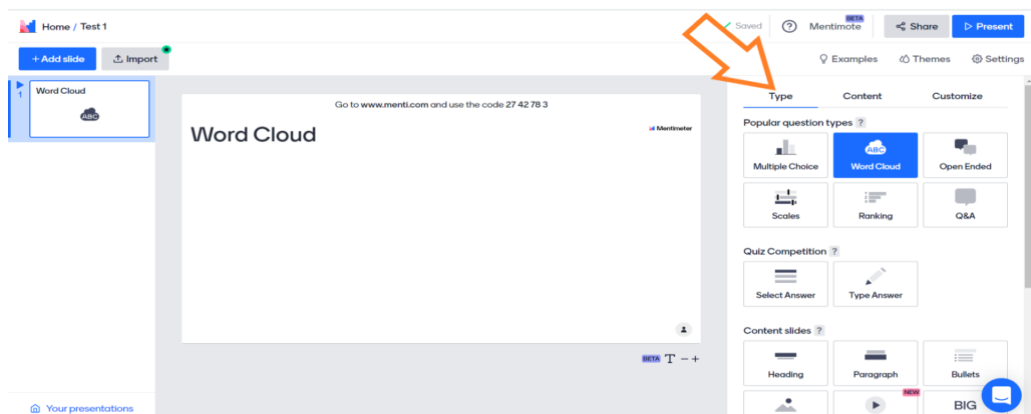 Home / Test 1
Saved
? Mentimote
BETA
Share
Present
+ Add slide
Import
Examples
Themes
Settings
1
Word Cloud
ABC
Go to www.menti.com and use the code 27 42 78 3
Word Cloud
Mentimeter
BETA T − +
Type Content Customize
Popular question types ?
ABC
Multiple Choice Word Cloud Open Ended
Scales Ranking Q&A
Quiz Competition ?
Select Answer Type Answer
Content slides ?
Heading Paragraph Bullets
NEW
BIG
Your presentations